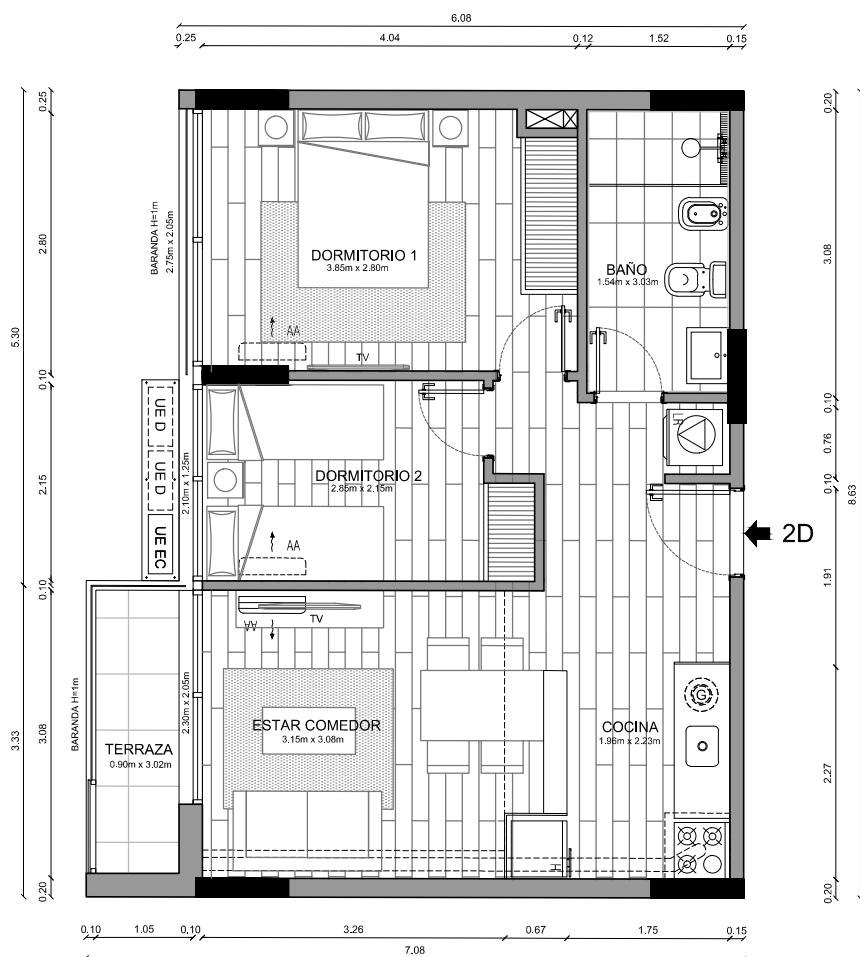 6.08
0.25 4.04 0.12 1.52 0.15
0.25
2.80
5.30
0.10
2.15
0.10
3.33
3.08
0.20
BARANDA H=1m
2.75m x 2.05m
DORMITORIO 1
3.85m x 2.80m
AA
TV
BAÑO
1.54m x 3.03m
0.20
3.08
0.10
0.76
0.10
8.63
1.91
2.27
0.20
UE D
UE D
UE EC
2.10m x 1.25m
DORMITORIO 2
2.85m x 2.15m
AA
LR
2D
BARANDA H=1m
2.30m x 2.05m
TERRAZA
0.90m x 3.02m
AA
TV
ESTAR COMEDOR
3.15m x 3.08m
COCINA
1.96m x 2.23m
G
H
0.10 1.05 0.10 3.26 0.67 1.75 0.15
7.08